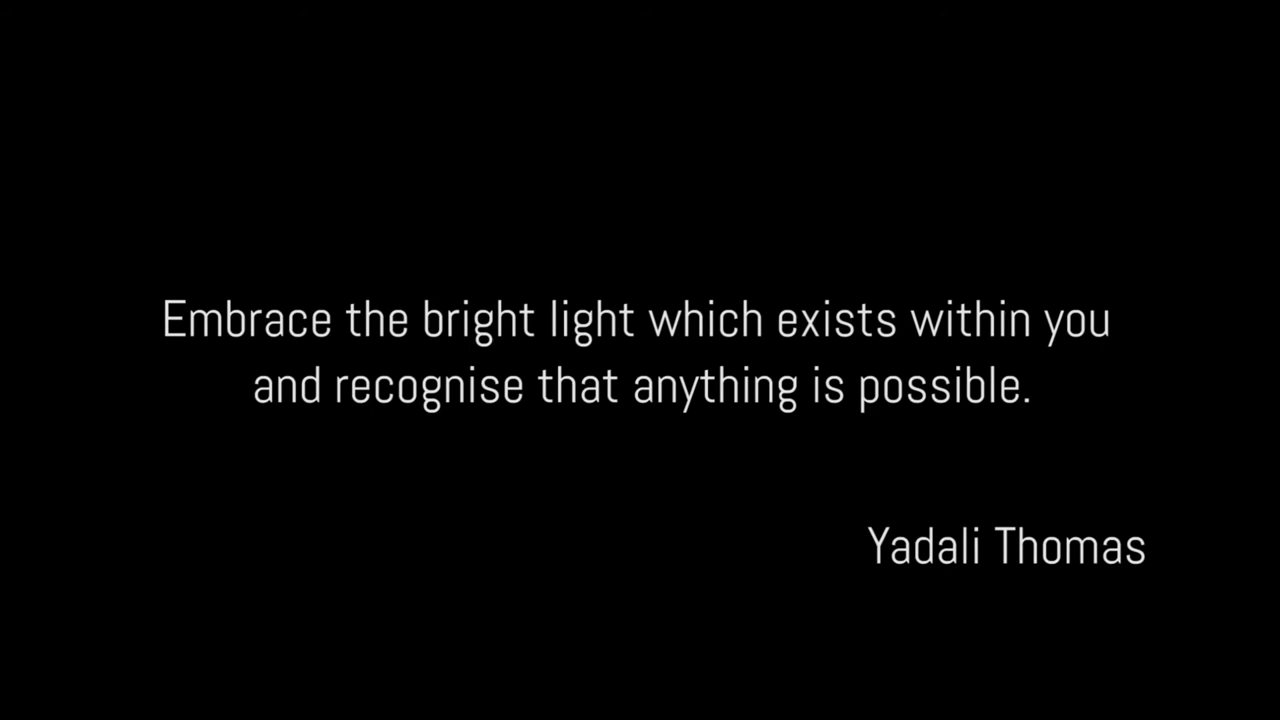 Embrace the bright light which exists within you
and recognise that anything is possible.
Yadali Thomas